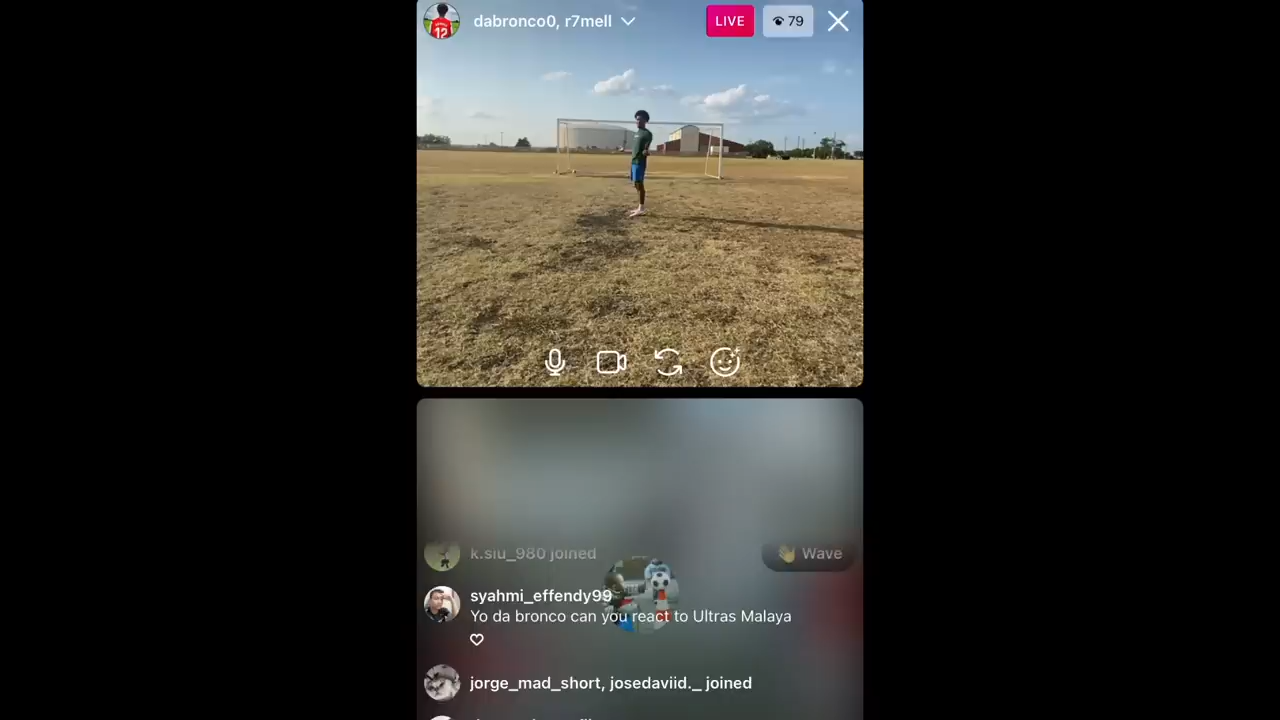 dabronco0, r7mell
LIVE
79
12
k.siu_980 joined
Wave
syahmi_effendy99
Yo da bronco can you react to Ultras Malaya
jorge_mad_short, josedaviid._ joined